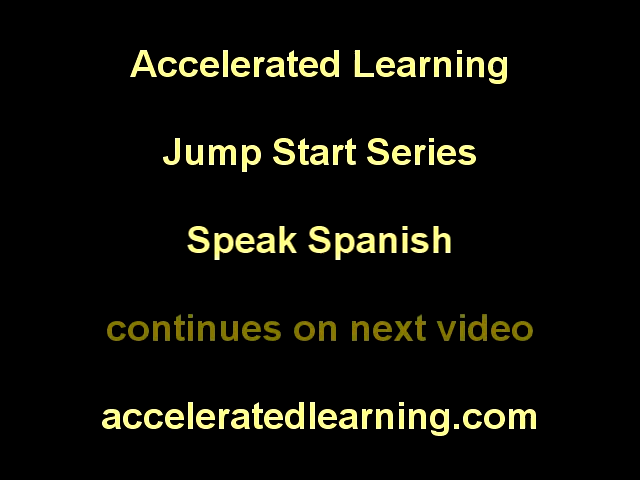 Accelerated Learning
Jump Start Series
Speak Spanish
continues on next video
acceleratedlearning.com